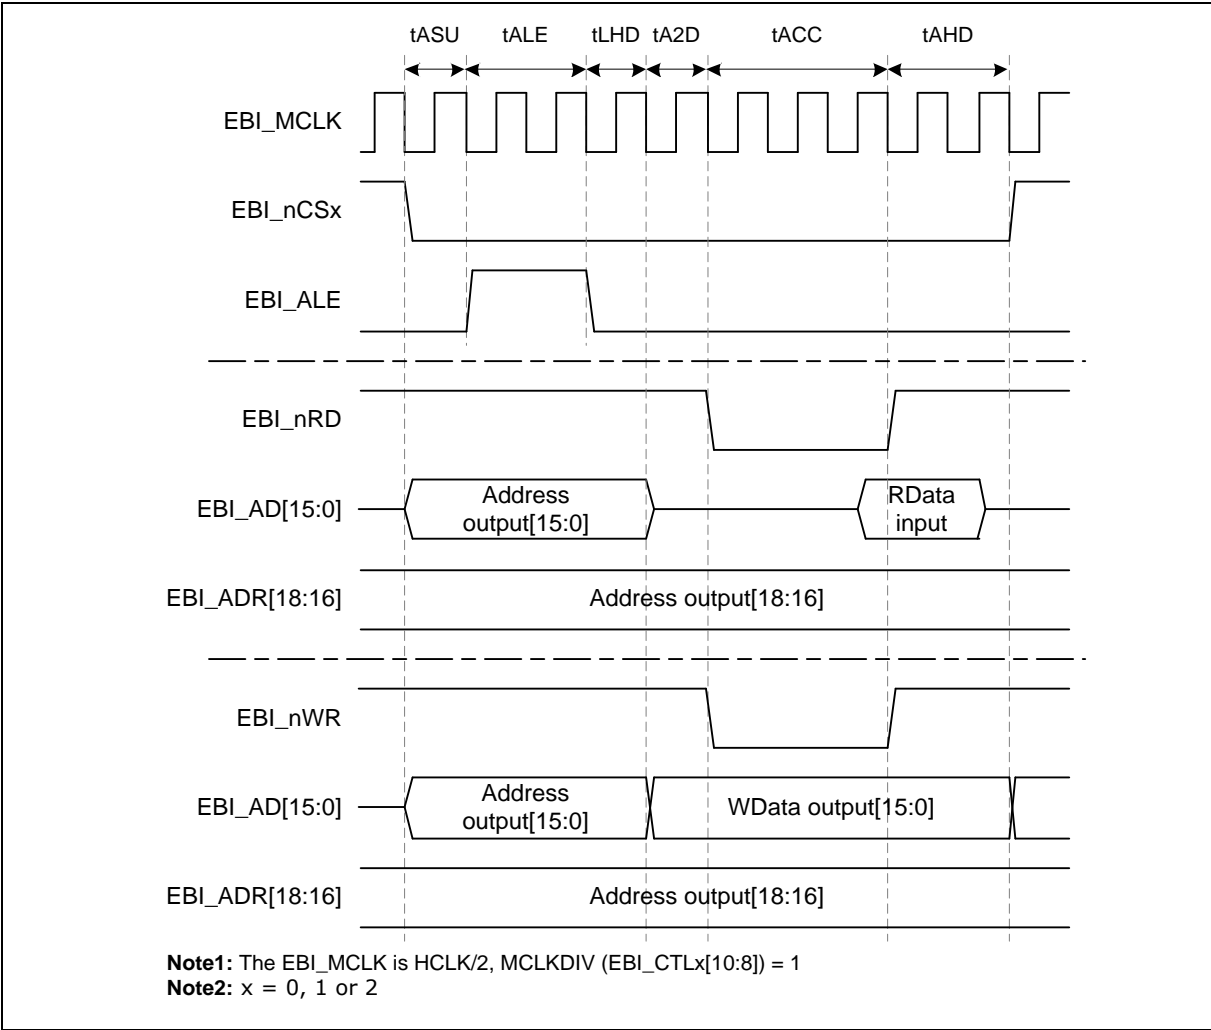 tASU tALE tLHD tA2D tACC tAHD
EBI_MCLK
EBI_nCSx
EBI_ALE
EBI_nRD
EBI_AD[15:0]
Address
output[15:0]
RData
input
EBI_ADR[18:16]
Address output[18:16]
EBI_nWR
EBI_AD[15:0]
Address
output[15:0]
WData output[15:0]
EBI_ADR[18:16]
Address output[18:16]
Note1: The EBI_MCLK is HCLK/2, MCLKDIV (EBI_CTLx[10:8]) = 1
Note2: x = 0, 1 or 2